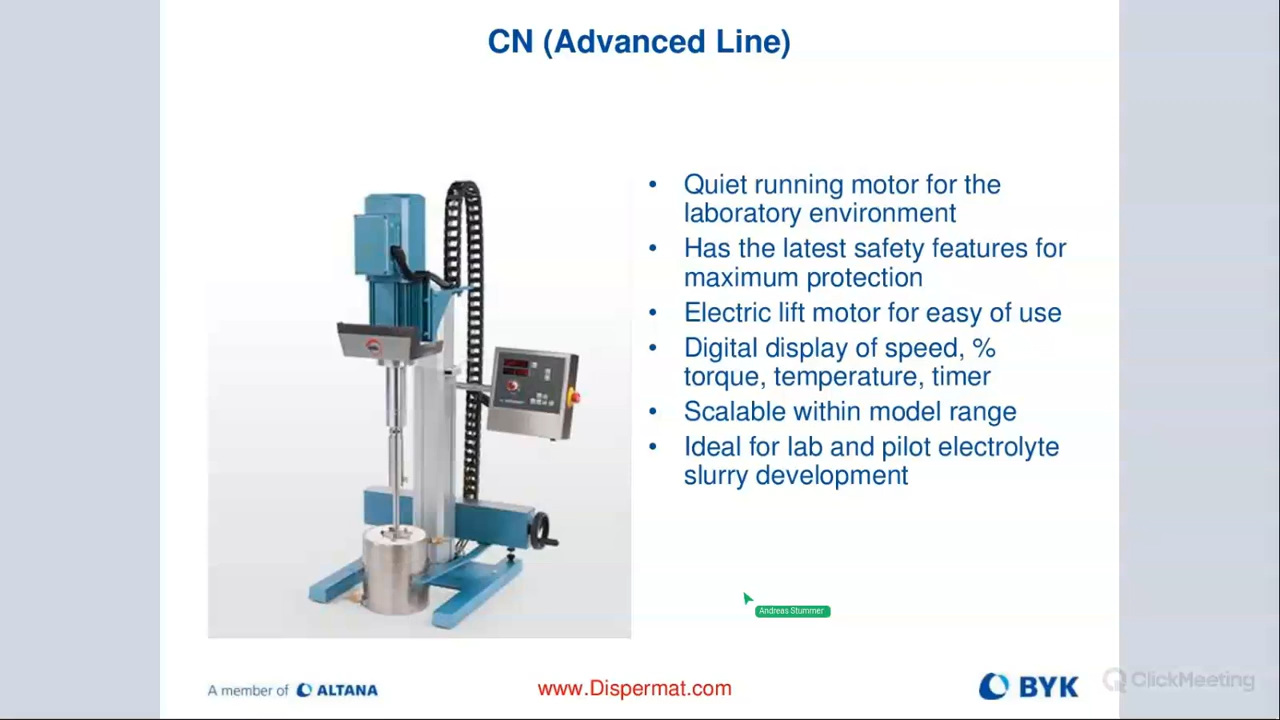 CN (Advanced Line)
• Quiet running motor for the
laboratory environment
• Has the latest safety features for
maximum protection
• Electric lift motor for easy of use
• Digital display of speed, %
torque, temperature, timer
• Scalable within model range
• Ideal for lab and pilot electrolyte
slurry development
Andreas Stummer
A member of ALTANA
www.Dispermat.com
BYK
ClickMeeting